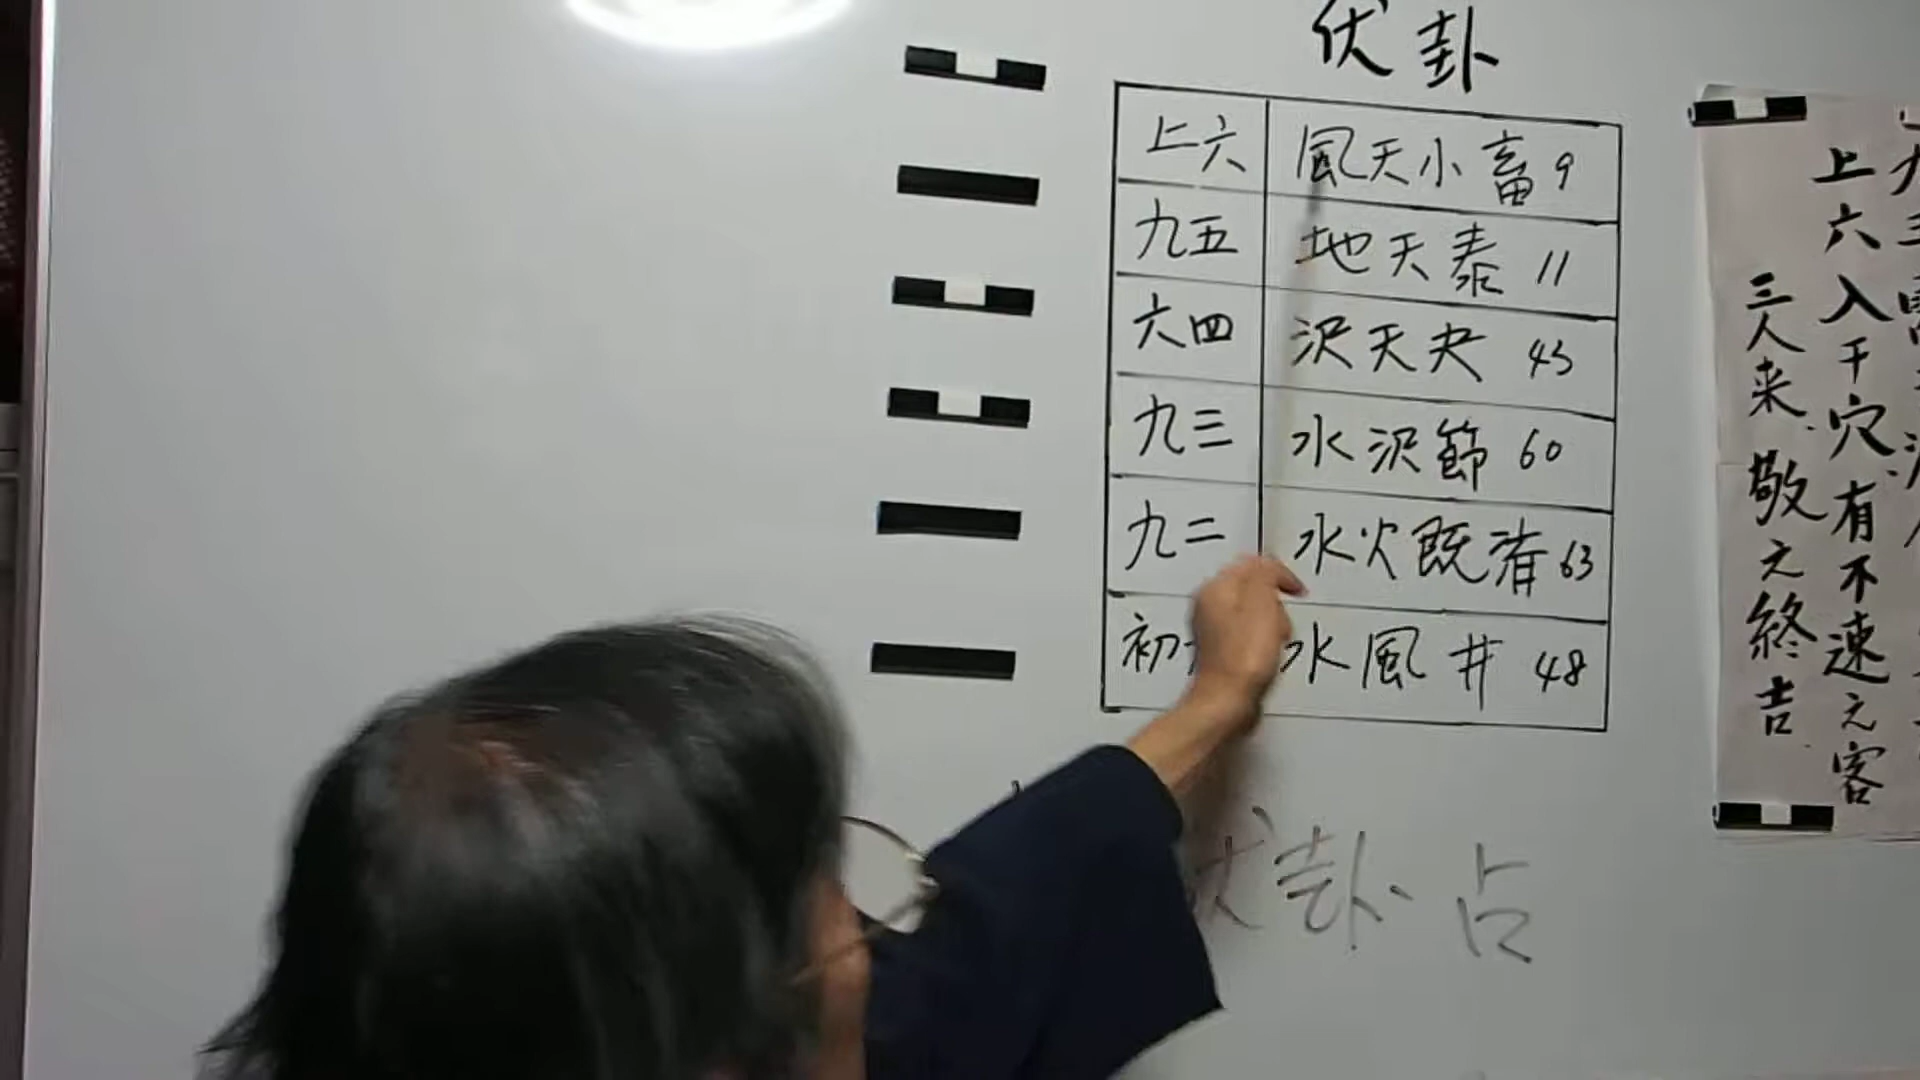 伏卦
上六 風天小畜 9
九五 地天泰 11
六四 沢天夬 43
九三 水沢節 60
九二 水火既済 63
初 水風井 48
伏卦占
上六入于穴有不速之客
三人来敬之終吉